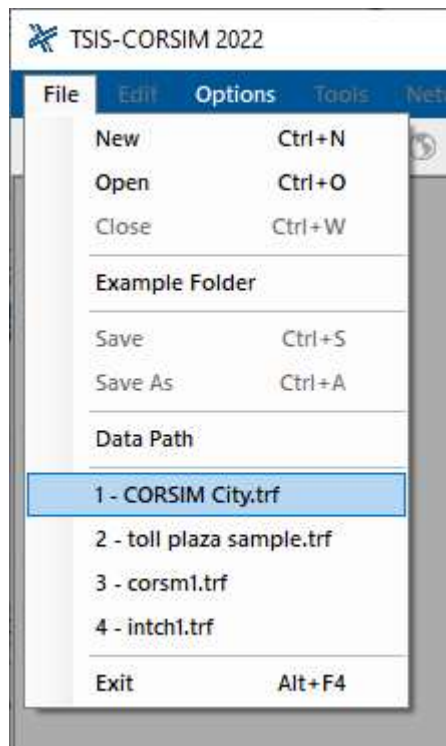 TSIS-CORSIM 2022
File Edit Options Tools Net
New Ctrl+N
Open Ctrl+O
Close Ctrl+W
Example Folder
Save Ctrl+S
Save As Ctrl+A
Data Path
1 - CORSIM City.trf
2 - toll plaza sample.trf
3 - corsm1.trf
4 - intch1.trf
Exit Alt+F4